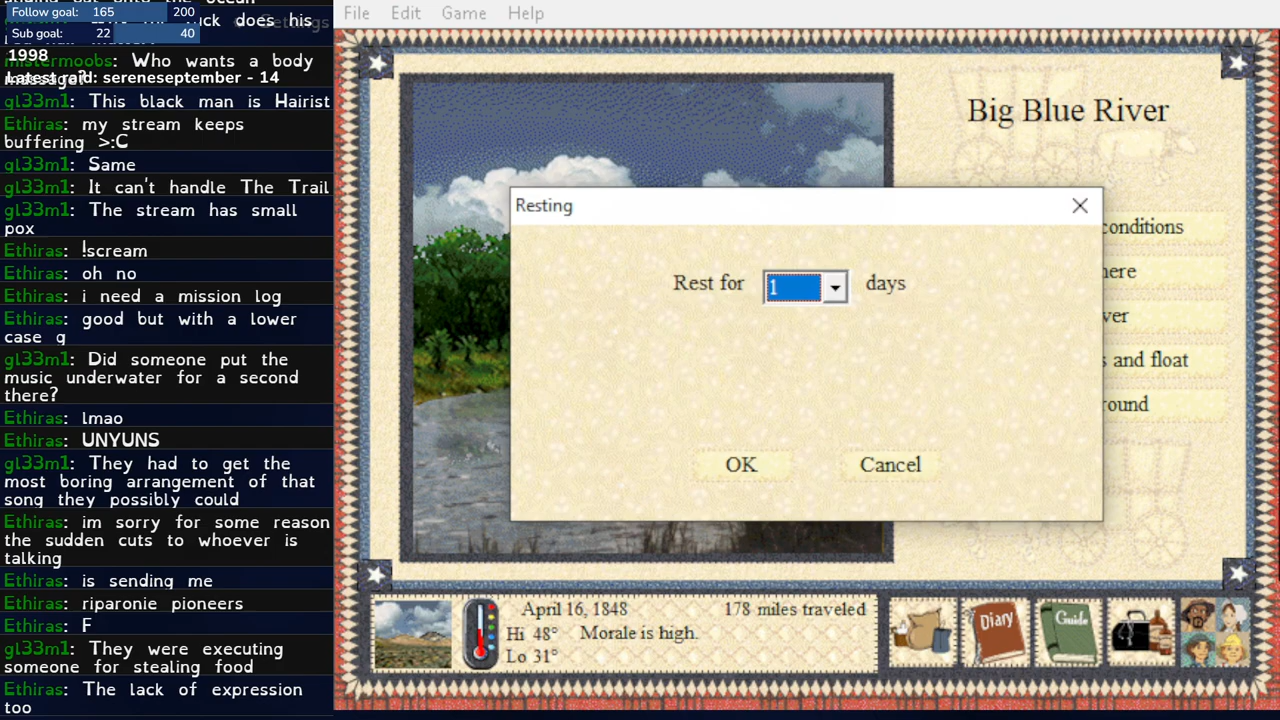 Follow goal: 165 200
ck does his
Sub goal: 22 40
1998
mistermoobs: Who wants a body
Latest raid: sereneseptember - 14
gl33m1: This black man is Hairist
Ethiras: my stream keeps
buffering >:C
gl33m1: Same
gl33m1: It can't handle The Trail
gl33m1: The stream has small
pox
Ethiras: !scream
Ethiras: oh no
Ethiras: i need a mission log
Ethiras: good but with a lower
case g
gl33m1: Did someone put the
music underwater for a second
there?
Ethiras: lmao
Ethiras: UNYUNS
gl33m1: They had to get the
most boring arrangement of that
song they possibly could
Ethiras: im sorry for some reason
the sudden cuts to whoever is
talking
Ethiras: is sending me
Ethiras: riparonie pioneers
Ethiras: F
gl33m1: They were executing
someone for stealing food
Ethiras: The lack of expression
too
File Edit Game Help
Big Blue River
conditions
here
ver
s and float
round
Resting
Rest for 1 days
OK Cancel
April 16, 1848 178 miles traveled
Hi 48° Morale is high.
Lo 31°
Diary
Guide